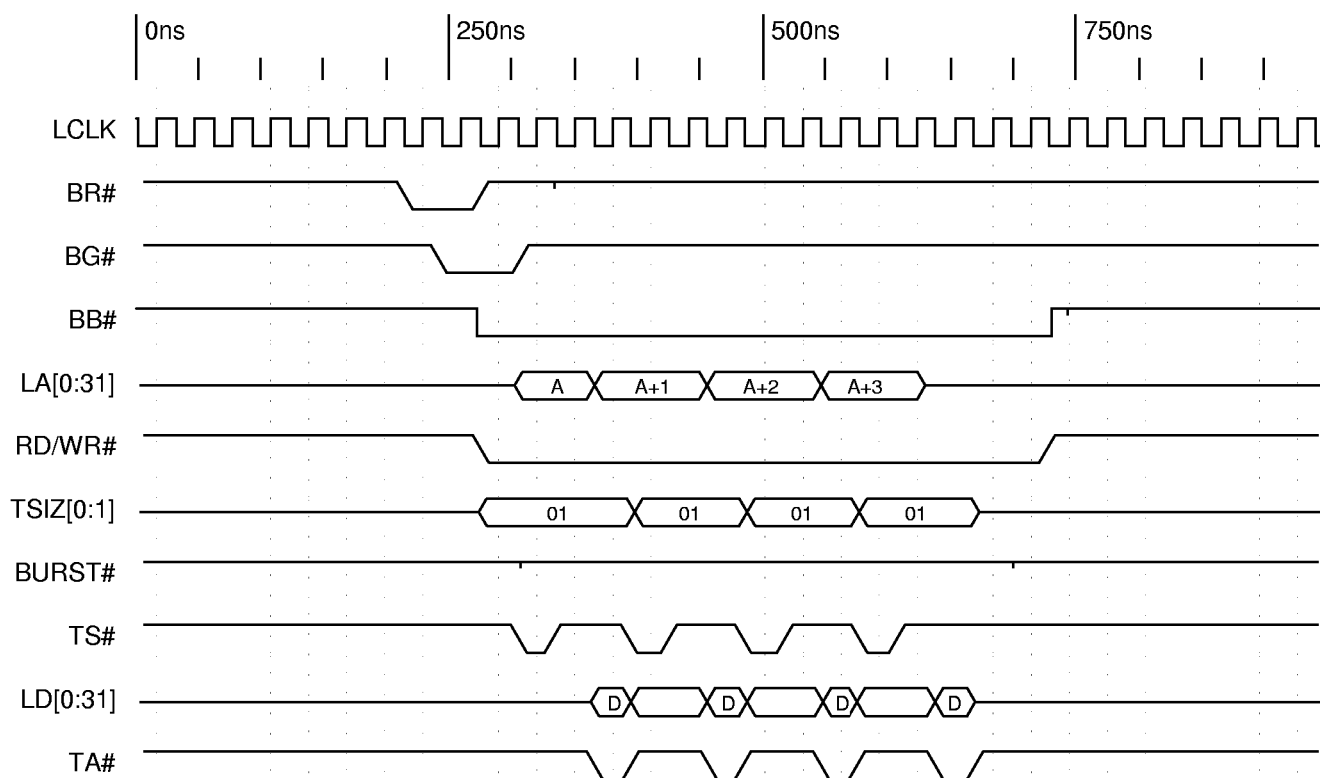 0ns 250ns 500ns 750ns
LCLK
BR#
BG#
BB#
LA[0:31] A A+1 A+2 A+3
RD/WR#
TSIZ[0:1] 01 01 01 01
BURST#
TS#
LD[0:31] D D D D
TA#